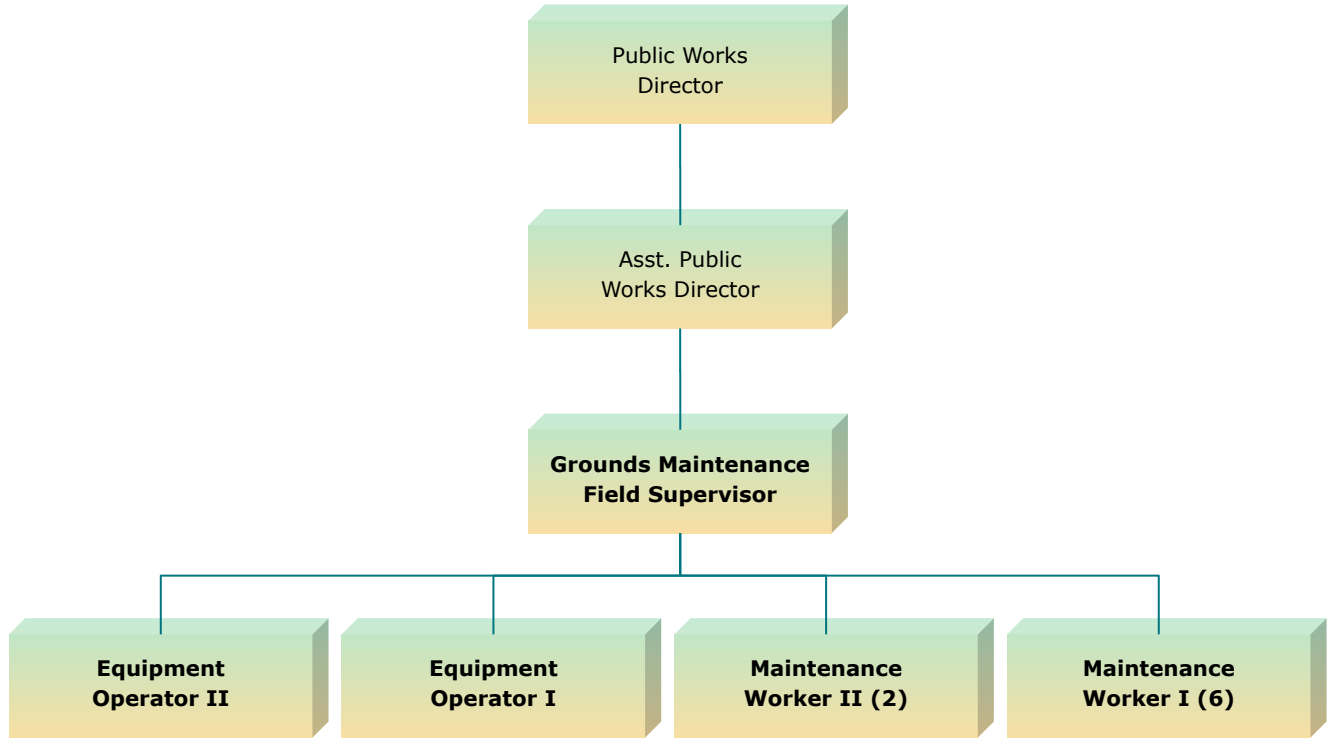 Public Works
Director
Asst. Public
Works Director
Grounds Maintenance
Field Supervisor
Equipment
Operator II
Equipment
Operator I
Maintenance
Worker II (2)
Maintenance
Worker I (6)